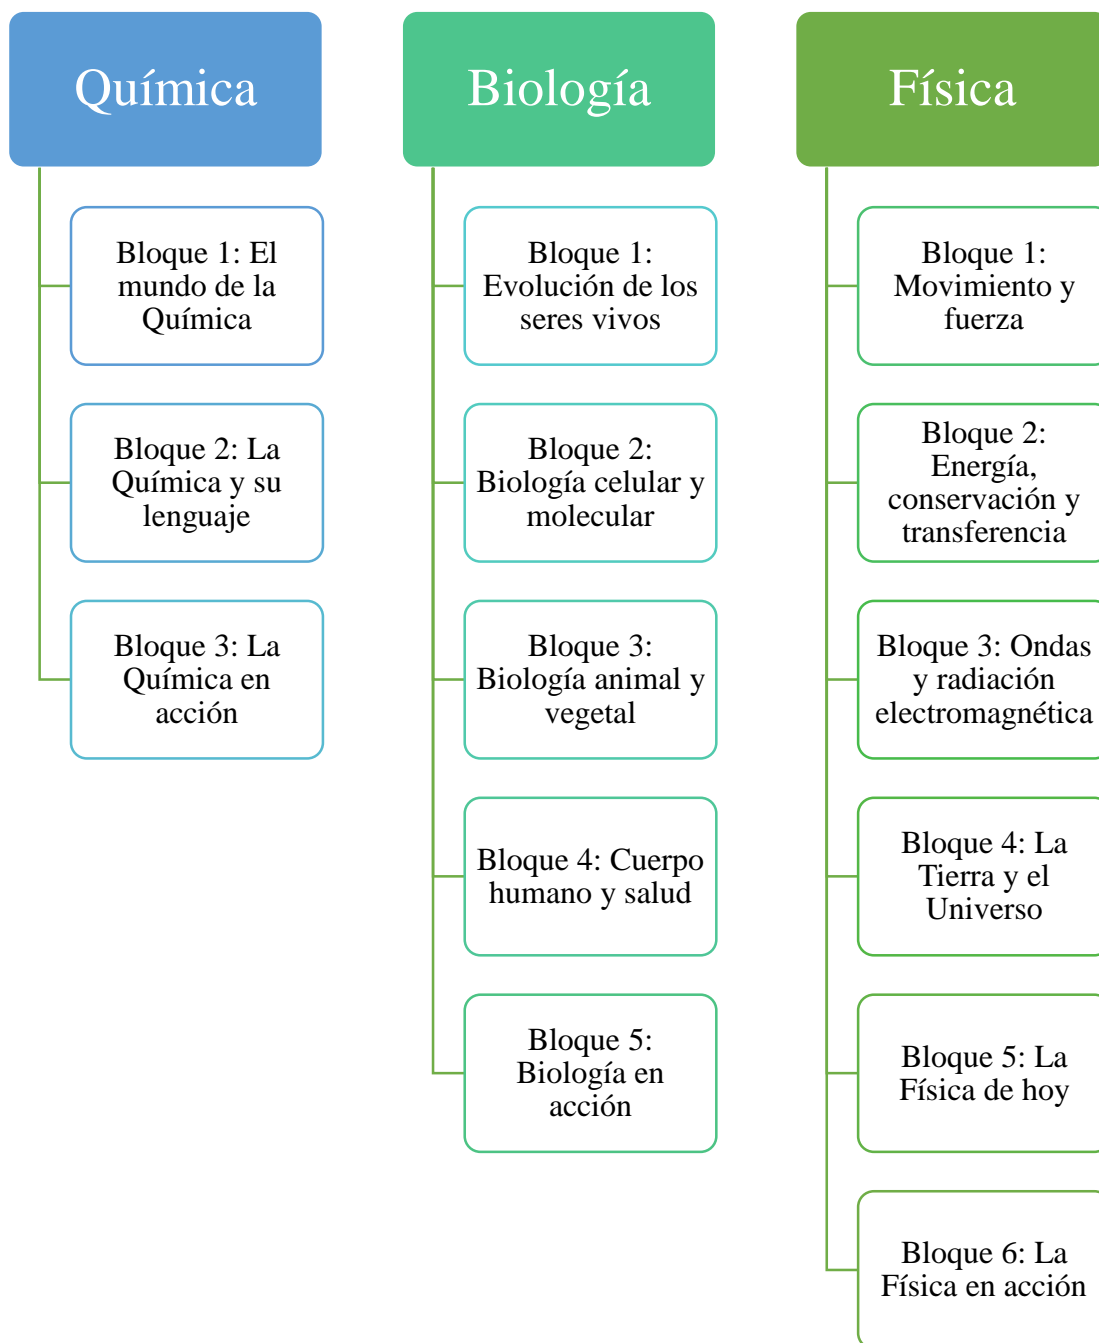 Química
Bloque 1: El
mundo de la
Química
Bloque 2: La
Química y su
lenguaje
Bloque 3: La
Química en
acción
Biología
Bloque 1:
Evolución de los
seres vivos
Bloque 2:
Biología celular y
molecular
Bloque 3:
Biología animal y
vegetal
Bloque 4: Cuerpo
humano y salud
Bloque 5:
Biología en
acción
Física
Bloque 1:
Movimiento y
fuerza
Bloque 2:
Energía,
conservación y
transferencia
Bloque 3: Ondas
y radiación
electromagnética
Bloque 4: La
Tierra y el
Universo
Bloque 5: La
Física de hoy
Bloque 6: La
Física en acción